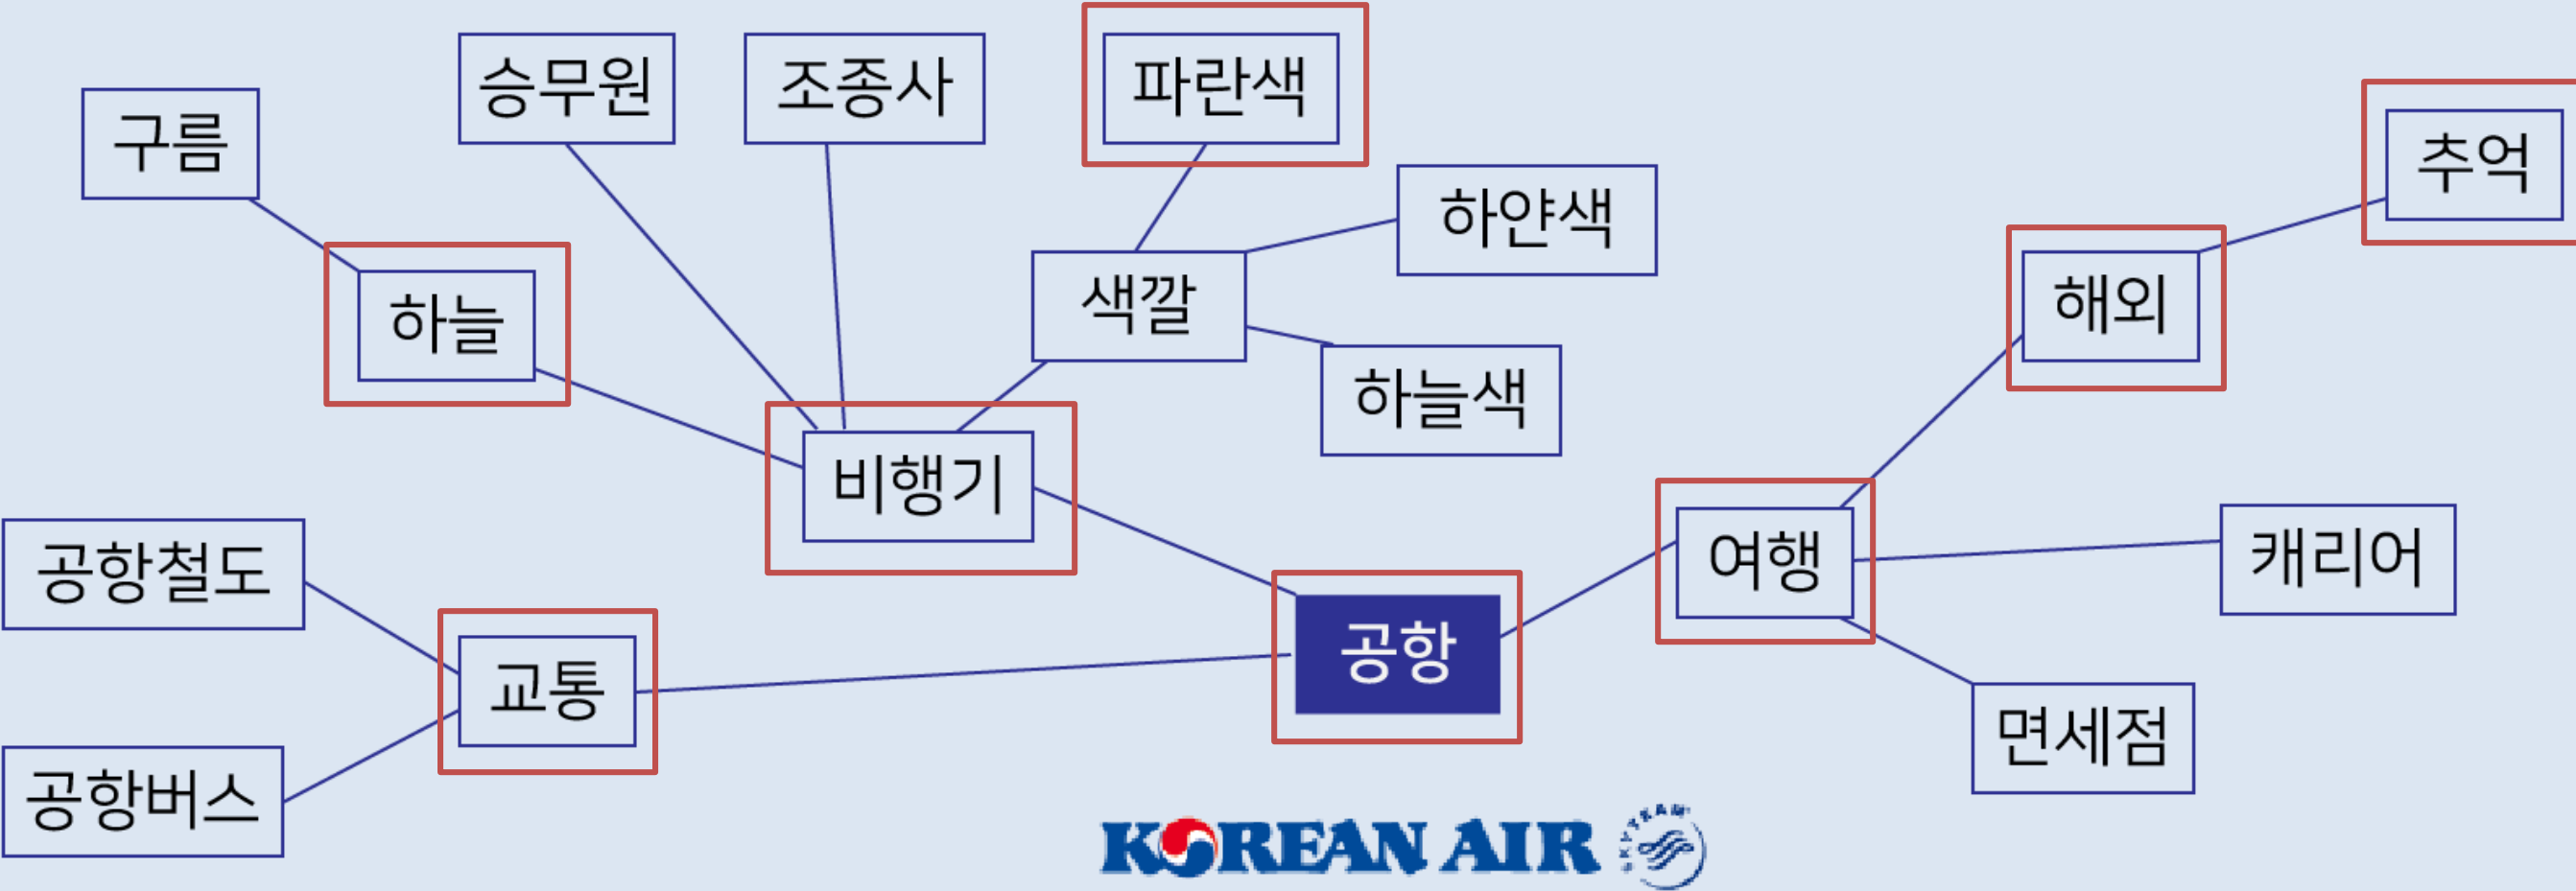 승무원
조종사
파란색
구름
추억
하얀색
하늘
색깔
해외
하늘색
비행기
여행
캐리어
공항철도
공항
교통
면세점
공항버스
KOREAN AIR
SKYTEAM